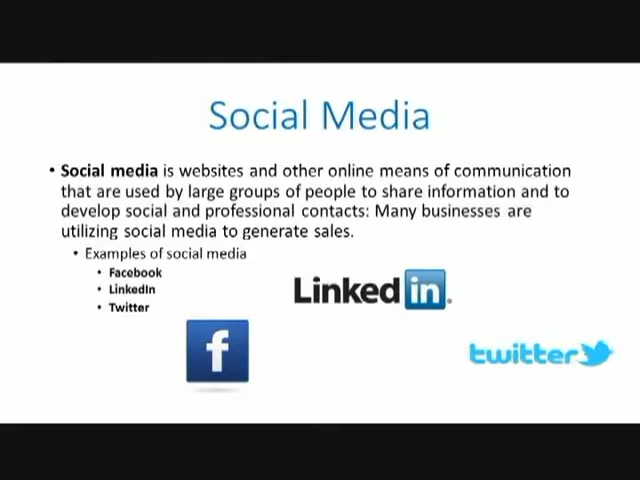 Social Media
• Social media is websites and other online means of communication
that are used by large groups of people to share information and to
develop social and professional contacts: Many businesses are
utilizing social media to generate sales.
• Examples of social media
• Facebook
• LinkedIn
• Twitter
Linked in
f
twitter